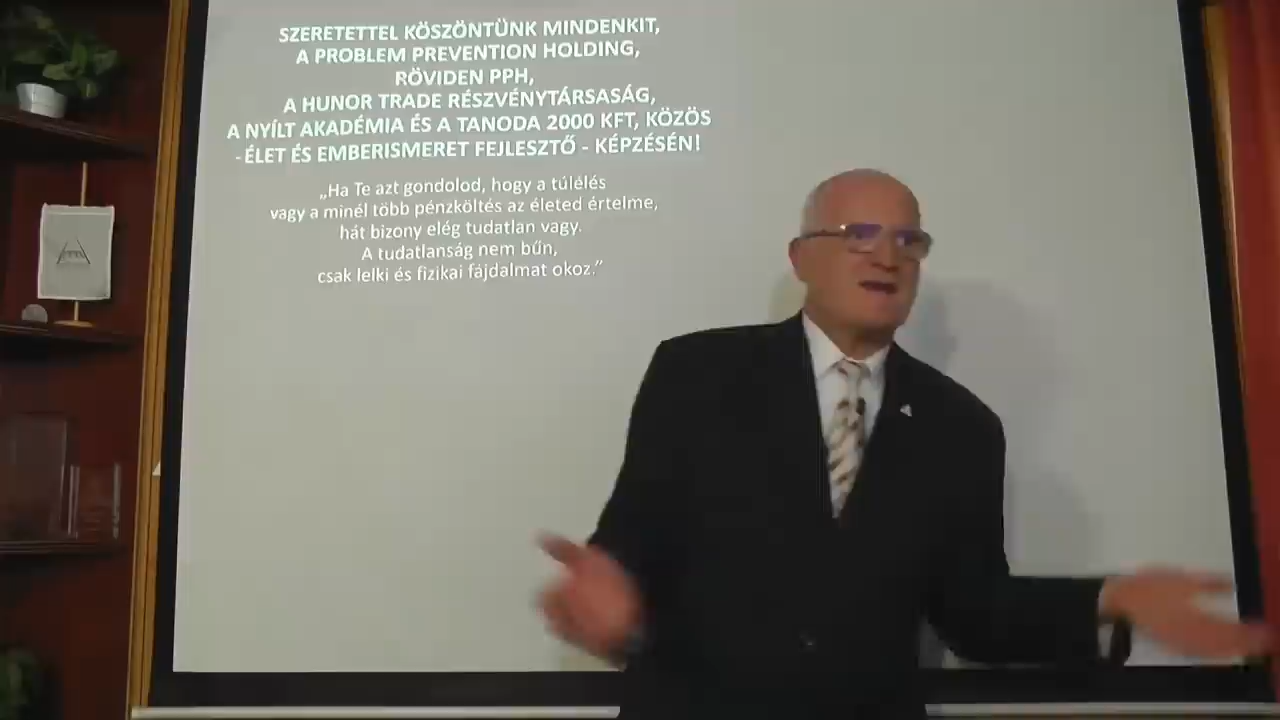 SZERETETTEL KÖSZÖNTÜNK MINDENKIT,
A PROBLEM PREVENTION HOLDING,
RÖVIDEN PPH,
A HUNOR TRADE RÉSZVÉNYTÁRSASÁG,
A NYÍLT AKADÉMIA ÉS A TANODA 2000 KFT, KÖZÖS
- ÉLET ÉS EMBERISMERET FEJLESZTŐ - KÉPZÉSÉN!
„Ha Te azt gondolod, hogy a túlélés
vagy a minél több pénzköltés az életed értelme,
hát bizony elég tudatlan vagy.
A tudatlanság nem bűn,
csak lelki és fizikai fájdalmat okoz.”